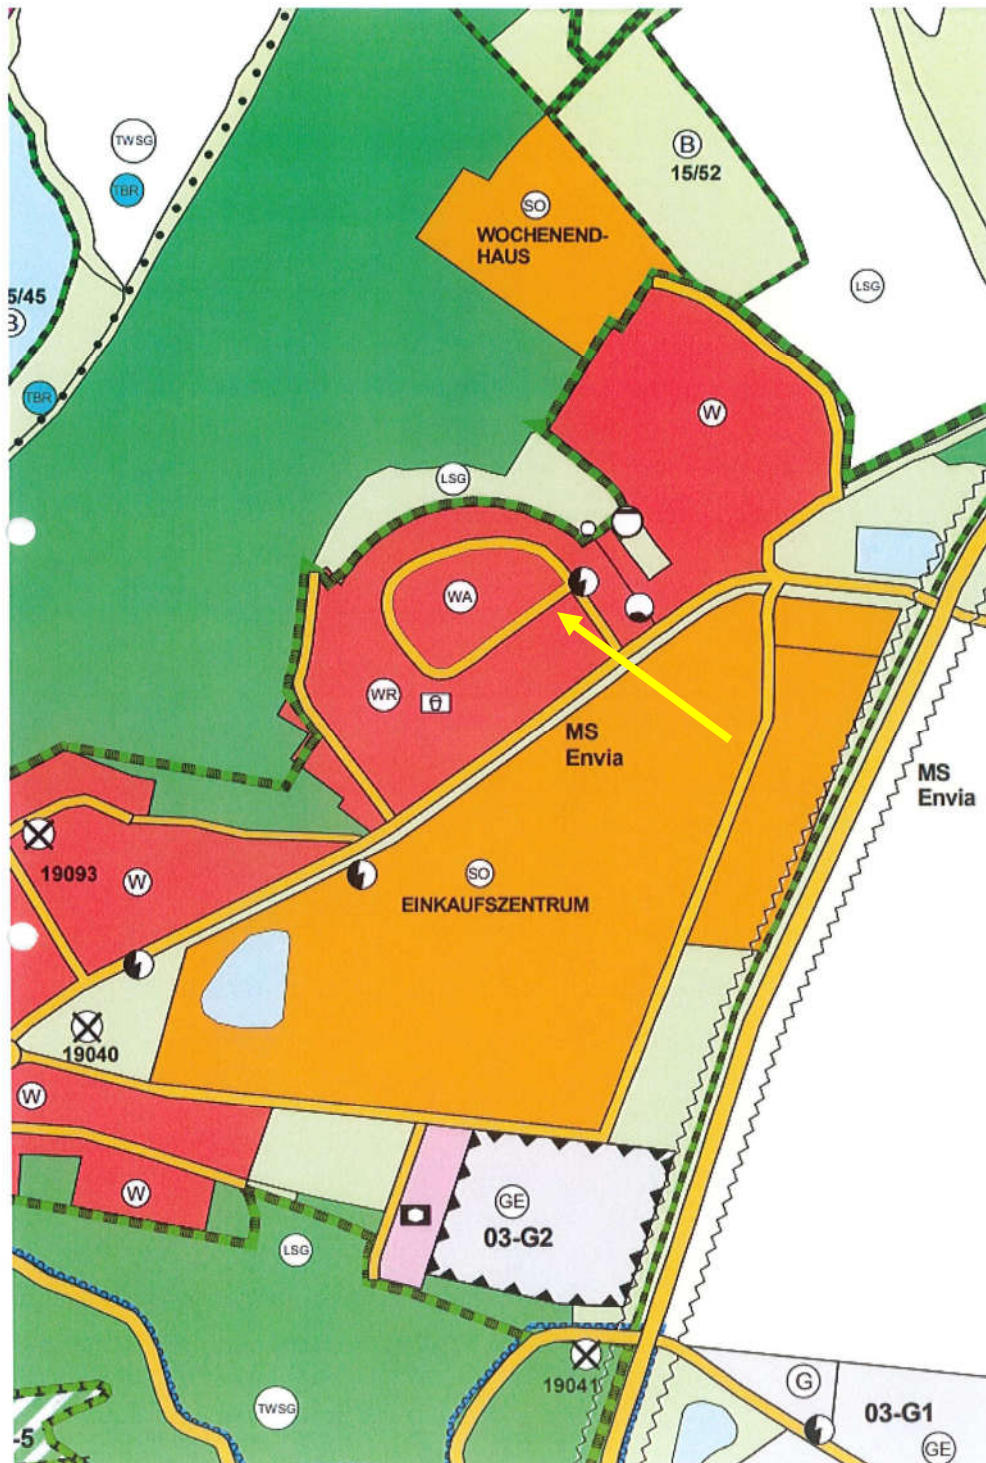 TWSG
TBR
B
15/52
SO
WOCHENEND-
HAUS
LSG
5/45
B
TBR
W
LSG
WA
WR
MS
Envia
MS
Envia
19093
W
SO
EINKAUFSZENTRUM
19040
W
W
GE
03-G2
LSG
19041
G
03-G1
GE
TWSG
-5